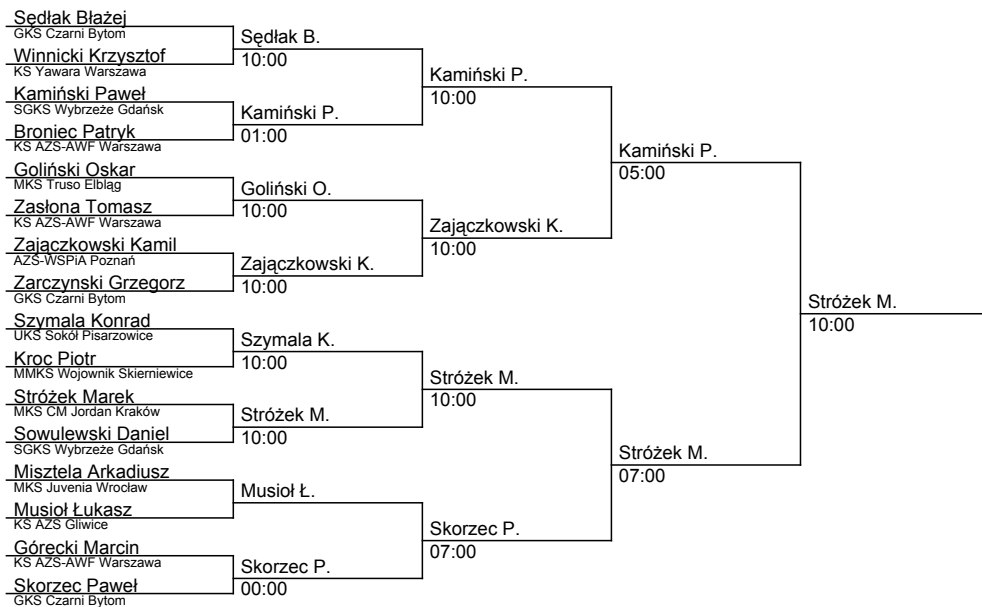 Sędłak Błażej
GKS Czarni Bytom
Winnicki Krzysztof
KS Yawara Warszawa
Kamiński Paweł
SGKS Wybrzeże Gdańsk
Broniec Patryk
KS AZS-AWF Warszawa
Goliński Oskar
MKS Truso Elbląg
Zasłona Tomasz
KS AZS-AWF Warszawa
Zajączkowski Kamil
AZS-WSPiA Poznań
Zarczynski Grzegorz
GKS Czarni Bytom
Szymala Konrad
UKS Sokół Pisarzowice
Kroc Piotr
MMKS Wojownik Skierniewice
Stróżek Marek
MKS CM Jordan Kraków
Sowulewski Daniel
SGKS Wybrzeże Gdańsk
Misztela Arkadiusz
MKS Juvenia Wrocław
Musioł Łukasz
KS AZS Gliwice
Górecki Marcin
KS AZS-AWF Warszawa
Skorzec Paweł
GKS Czarni Bytom
Sędłak B.
10:00
Kamiński P.
01:00
Goliński O.
10:00
Zajączkowski K.
10:00
Szymala K.
10:00
Stróżek M.
10:00
Musioł Ł.
Skorzec P.
00:00
Kamiński P.
10:00
Zajączkowski K.
10:00
Stróżek M.
10:00
Skorzec P.
07:00
Kamiński P.
05:00
Stróżek M.
07:00
Stróżek M.
10:00